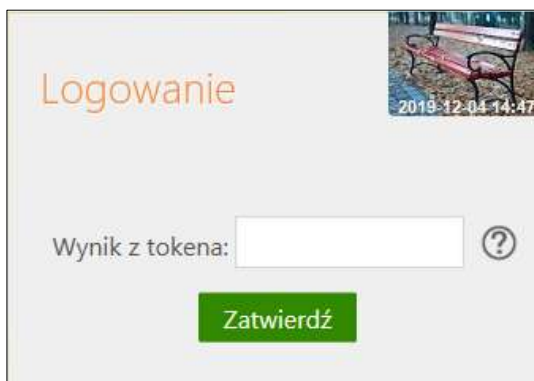 Logowanie
2019-12-04 14:47
Wynik z tokena:
?
Zatwierdź